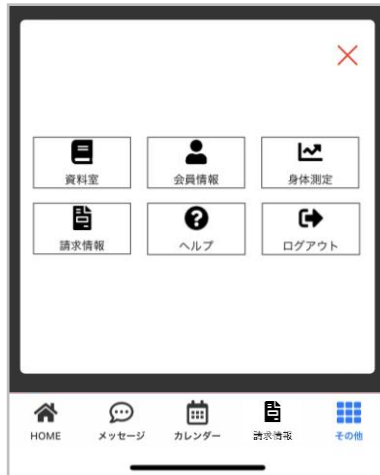 資料室
会員情報
身体測定
請求情報
ヘルプ
ログアウト
HOME
メッセージ
カレンダー
請求情報
その他